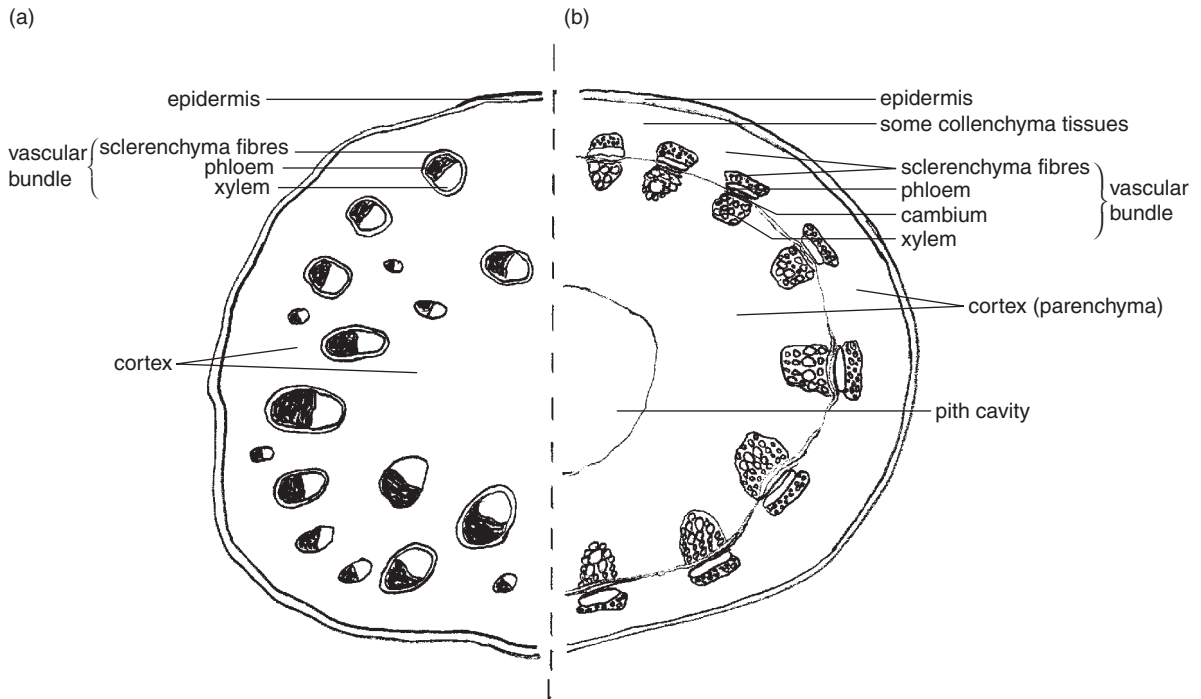 (a)
epidermis
vascular
bundle
sclerenchyma fibres
phloem
xylem
cortex
(b)
epidermis
some collenchyma tissues
sclerenchyma fibres
phloem
cambium
xylem
vascular
bundle
cortex (parenchyma)
pith cavity